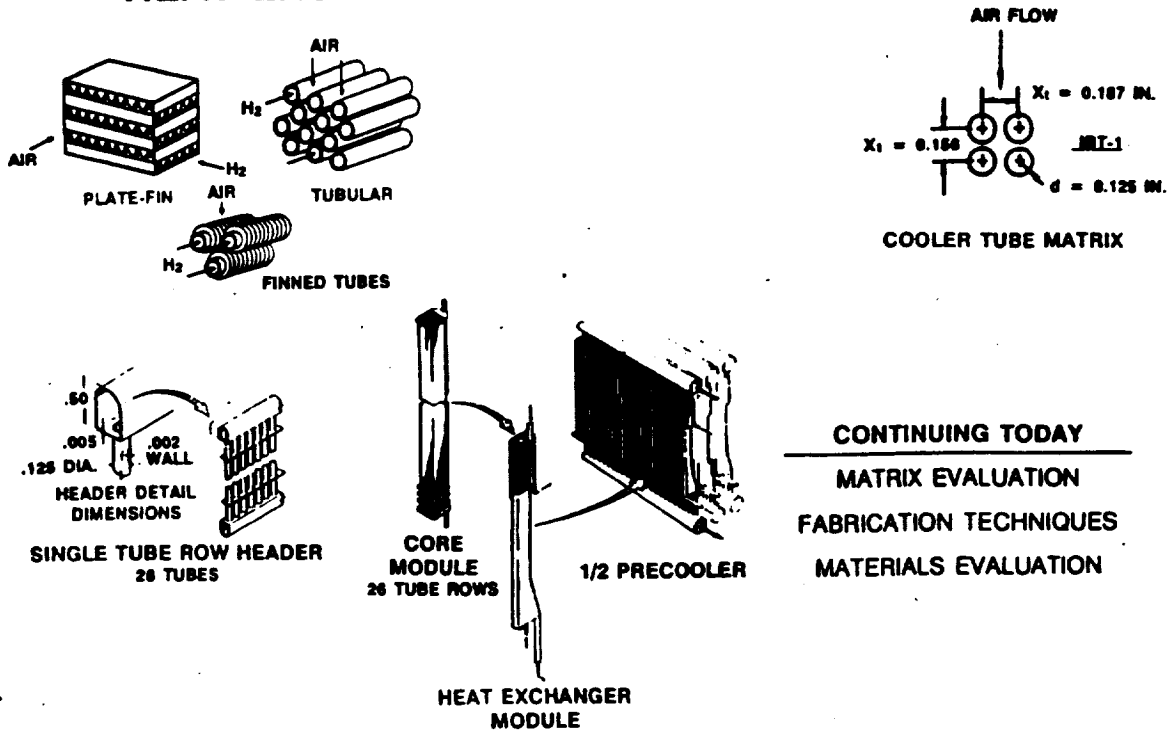 AIR
H2
AIR
H2
PLATE-FIN
TUBULAR
AIR
H2
FINNED TUBES
AIR FLOW
Xt = 0.187 IN.
X1 = 0.156
d = 0.125 IN.
COOLER TUBE MATRIX
.50
.005
.002
.125 DIA.
WALL
HEADER DETAIL
DIMENSIONS
SINGLE TUBE ROW HEADER
26 TUBES
CORE
MODULE
26 TUBE ROWS
1/2 PRECOOLER
HEAT EXCHANGER
MODULE
CONTINUING TODAY
MATRIX EVALUATION
FABRICATION TECHNIQUES
MATERIALS EVALUATION